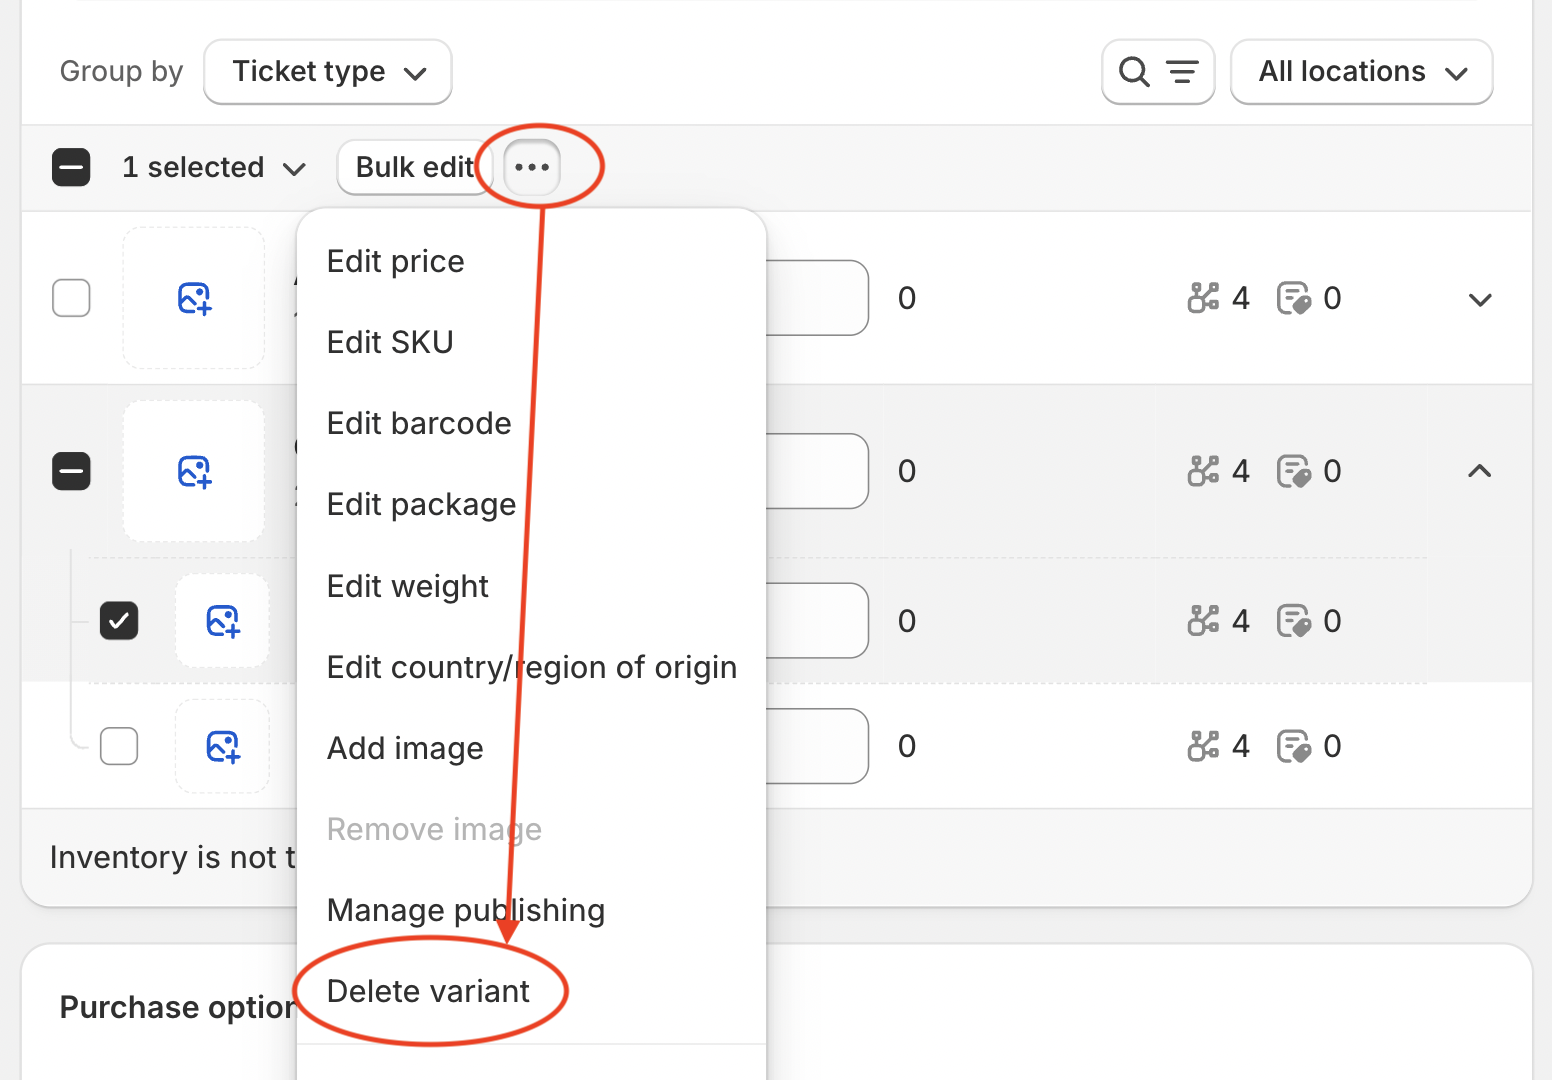 Group by Ticket type All locations
1 selected Bulk edit
Edit price
0 4 0
Edit SKU
Edit barcode
0 4 0
Edit package
Edit weight
0 4 0
Edit country/region of origin
Add image
0 4 0
Remove image
Inventory is not
Manage publishing
Delete variant
Purchase option